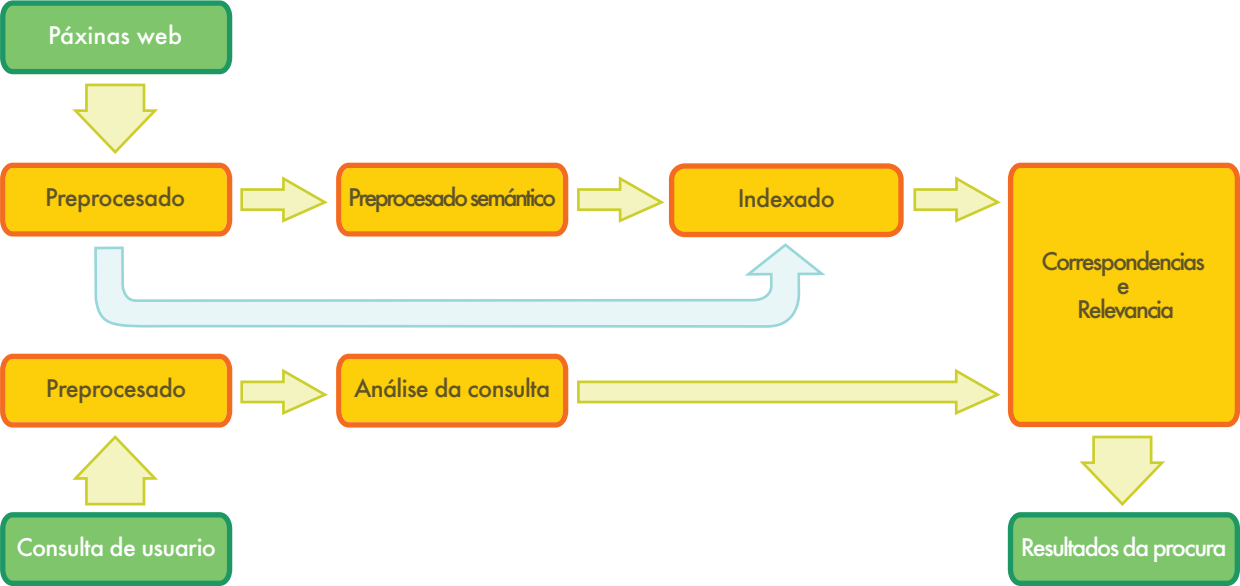 Páxinas web
Preprocesado
Preprocesado semántico
Indexado
Correspondencias
e
Relevancia
Preprocesado
Análise da consulta
Consulta de usuario
Resultados da procura